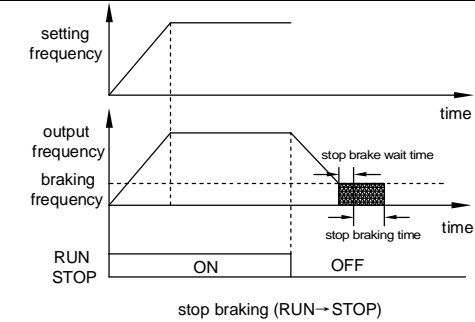 setting
frequency
time
output
frequency
stop brake wait time
braking
frequency
time
stop braking time
RUN
STOP
ON
OFF
stop braking (RUN→STOP)